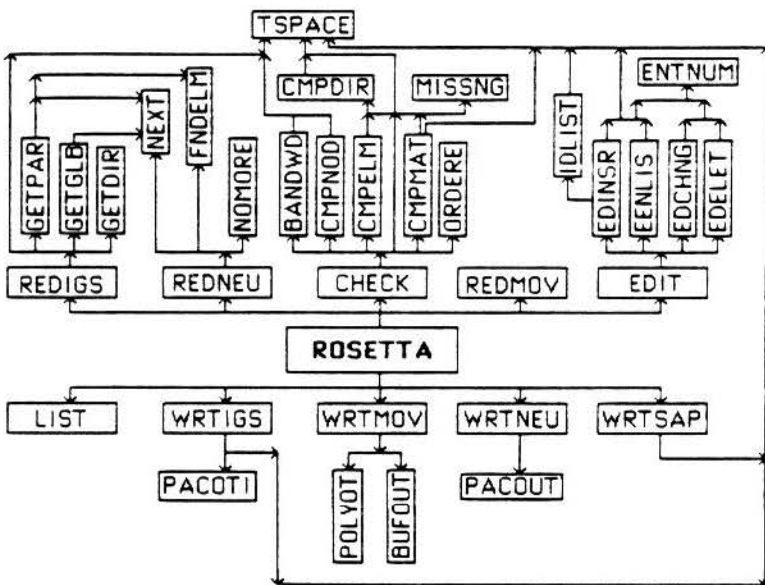 TSPACE
CMPDIR
MISSNG
ENTNUM
GETPAR
GETGLB
GETDIR
NEXT
FNDELM
NOMORE
BANDWD
CMPNOD
CMPELM
CMPMAT
ORDERE
IDLIST
EDINSR
EENLIS
EDCHNG
EDELET
REDIGS
REDNEU
CHECK
REDMOV
EDIT
ROSETTA
LIST
WRTIGS
WRTMOV
WRTNEU
WRTSAP
PACOTI
POLYOT
BUFOUT
PACOUT